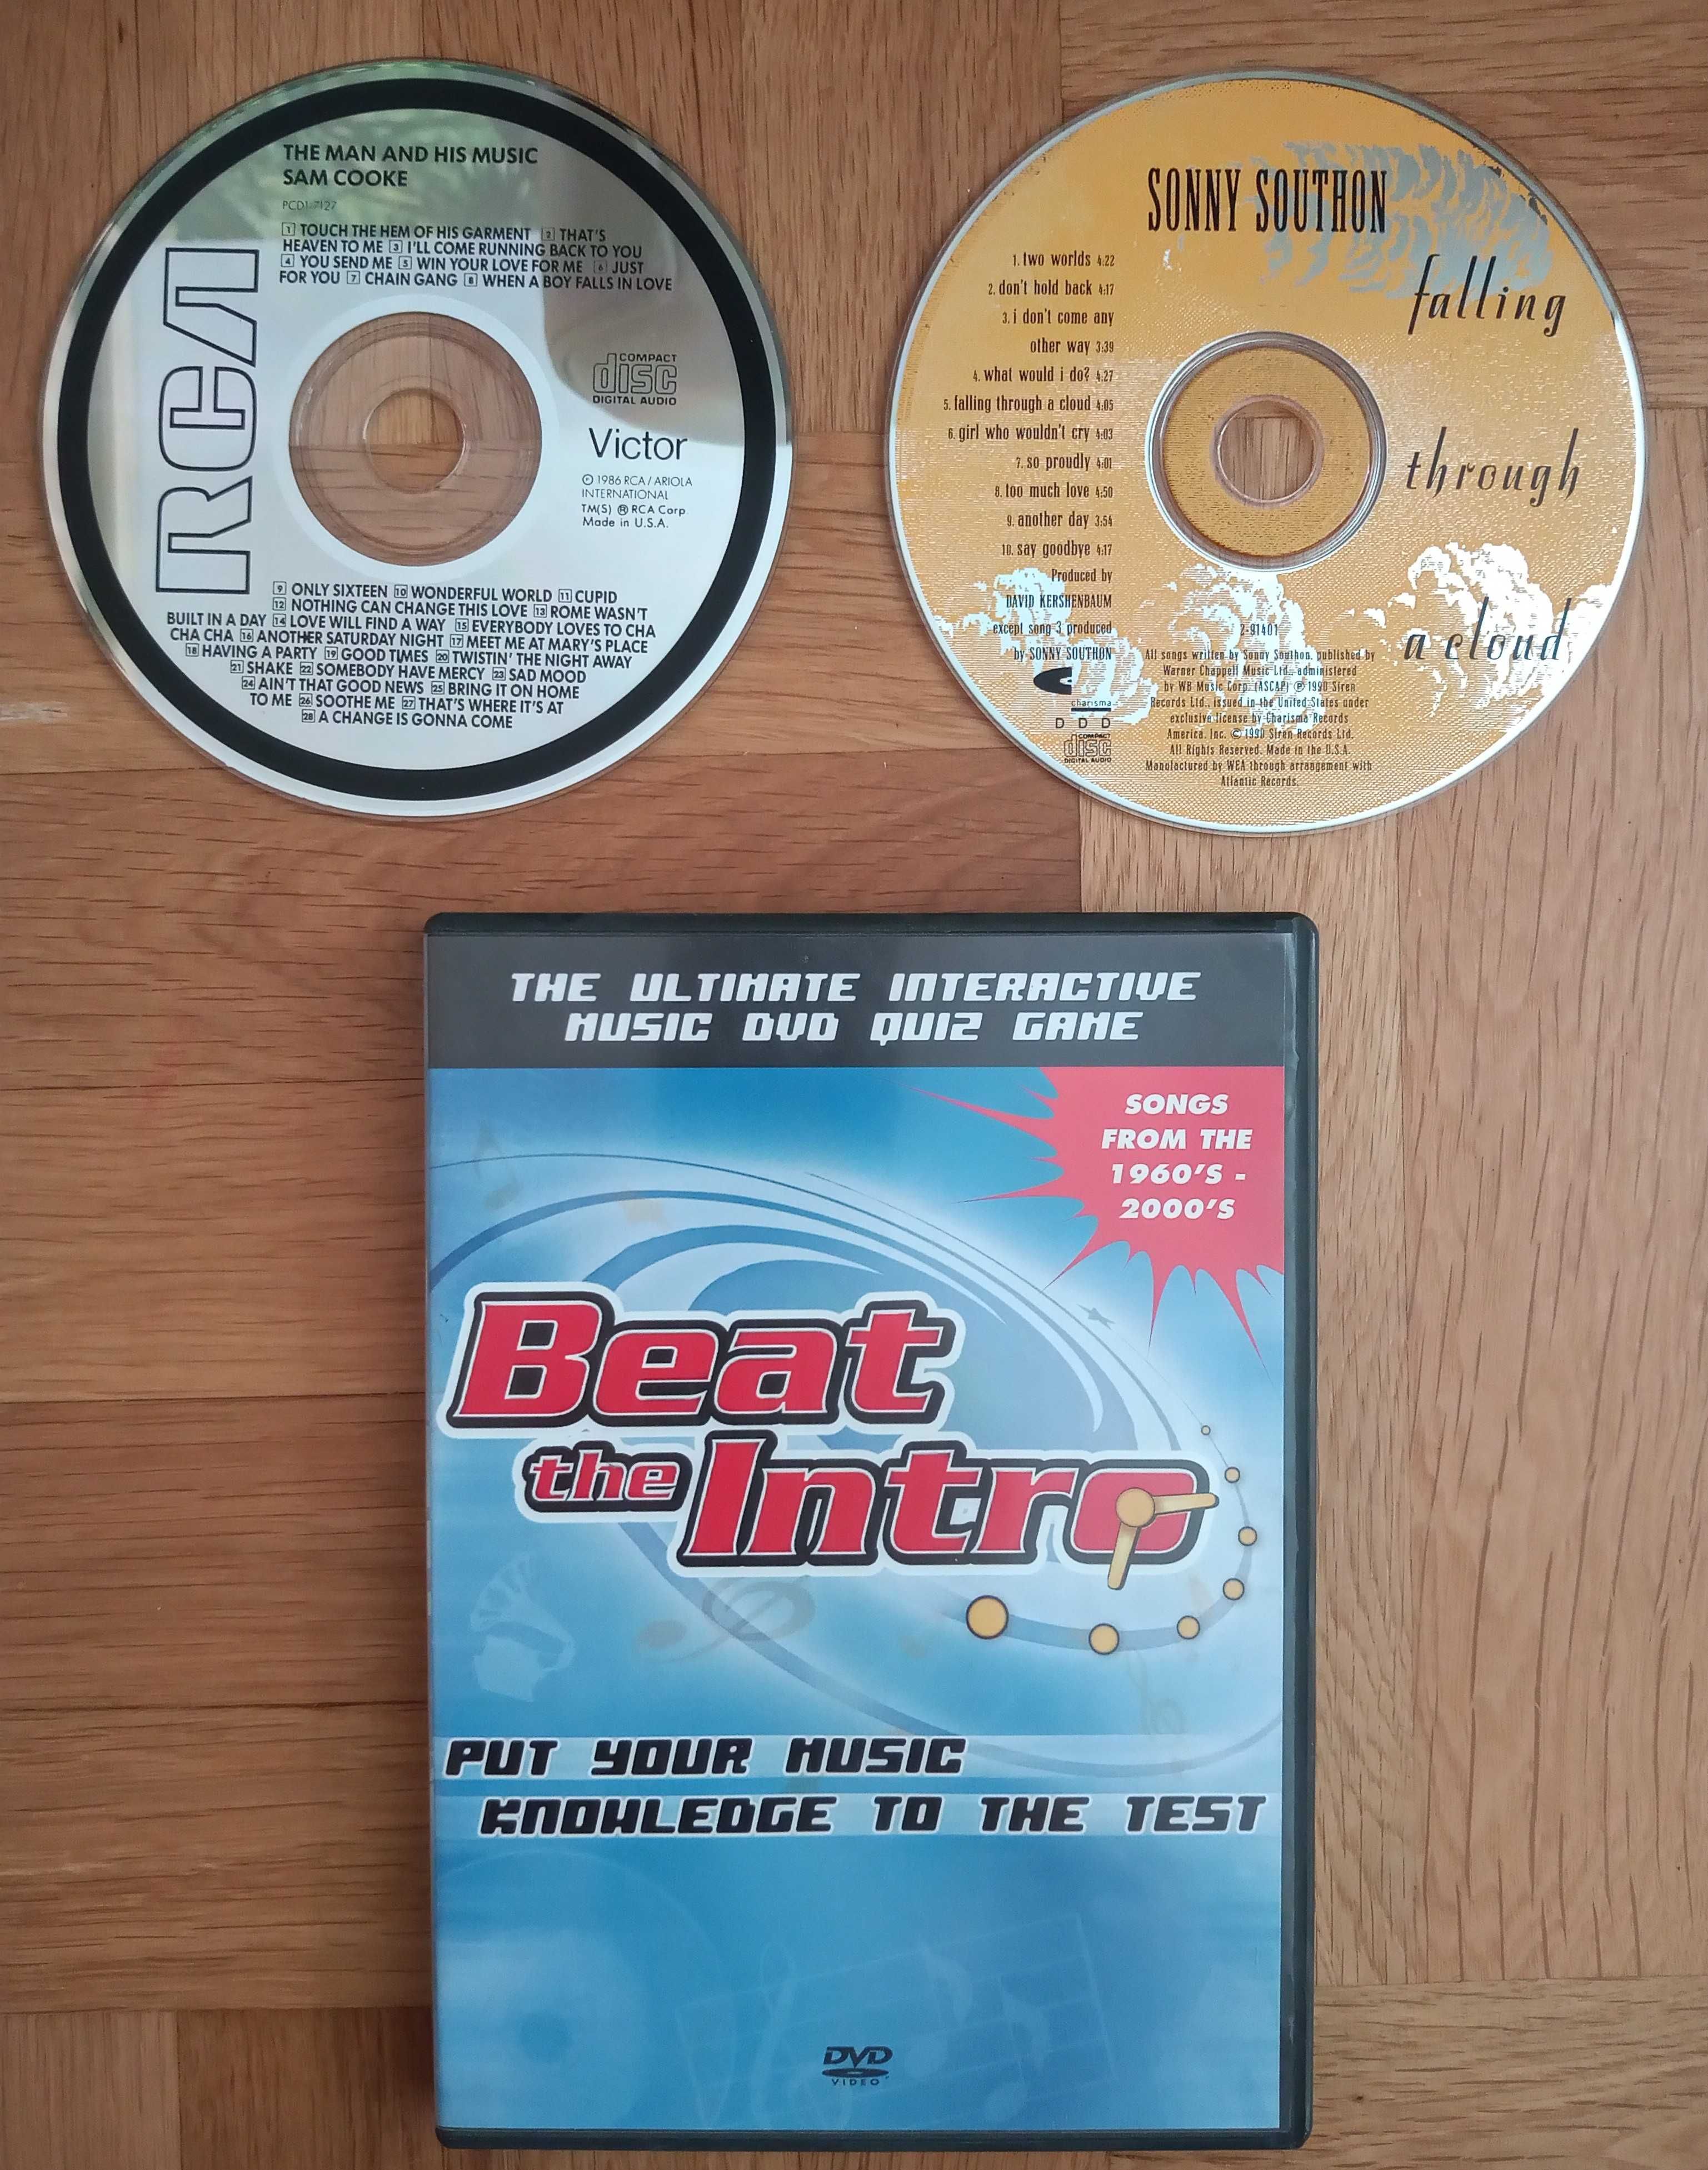 THE MAN AND HIS MUSIC
SAM COOKE
1 TOUCH THE HEM OF HIS GARMENT 2 THAT'S
HEAVEN TO ME 3 I'LL COME RUNNING BACK TO YOU
4 YOU SEND ME 5 WIN YOUR LOVE FOR ME 6 JUST
FOR YOU 7 CHAIN GANG 8 WHEN A BOY FALLS IN LOVE
RCA
COMPACT
disc
DIGITAL AUDIO
Victor
© 1986 RCA / ARIOLA
INTERNATIONAL
TM(S) ® RCA Corp.
Made in U.S.A.
9 ONLY SIXTEEN 10 WONDERFUL WORLD 11 CUPID
12 NOTHING CAN CHANGE THIS LOVE 13 ROME WASN'T
BUILT IN A DAY 14 LOVE WILL FIND A WAY 15 EVERYBODY LOVES TO CHA
CHA CHA 16 ANOTHER SATURDAY NIGHT 17 MEET ME AT MARY'S PLACE
18 HAVING A PARTY 19 GOOD TIMES 20 TWISTIN' THE NIGHT AWAY
21 SHAKE 22 SOMEBODY HAVE MERCY 23 SAD MOOD
24 AIN'T THAT GOOD NEWS 25 BRING IT ON HOME
TO ME 26 SOOTHE ME 27 THAT'S WHERE IT'S AT
28 A CHANGE IS GONNA COME
SONNY SOUTHON
falling
through
a cloud
1. two worlds 4:22
2. don't hold back 4:17
3. i don't come any
other way 3:39
4. what would i do? 4:27
5. falling through a cloud 4:05
6. girl who wouldn't cry 4:03
7. so proudly 4:01
8. too much love 4:50
9. another day 3:54
10. say goodbye 4:17
Produced by
DAVID KERSHENBAUM
except song 3 produced
by SONNY SOUTHON
charisma
D D D
COMPACT
disc
DIGITAL AUDIO
2-91401
All songs written by Sonny Southon, published by
Warner Chappell Music Ltd., administered
by WB Music Corp. (ASCAP) ℗ 1990 Siren
Records Ltd., issued in the United States under
exclusive license by Charisma Records
America, Inc. © 1990 Siren Records Ltd.
All Rights Reserved. Made in the U.S.A.
Manufactured by WEA through arrangement with
Atlantic Records.
THE ULTIMATE INTERACTIVE
MUSIC DVD QUIZ GAME
SONGS
FROM THE
1960'S -
2000'S
Beat
the Intro
PUT YOUR MUSIC
KNOWLEDGE TO THE TEST
DVD
VIDEO